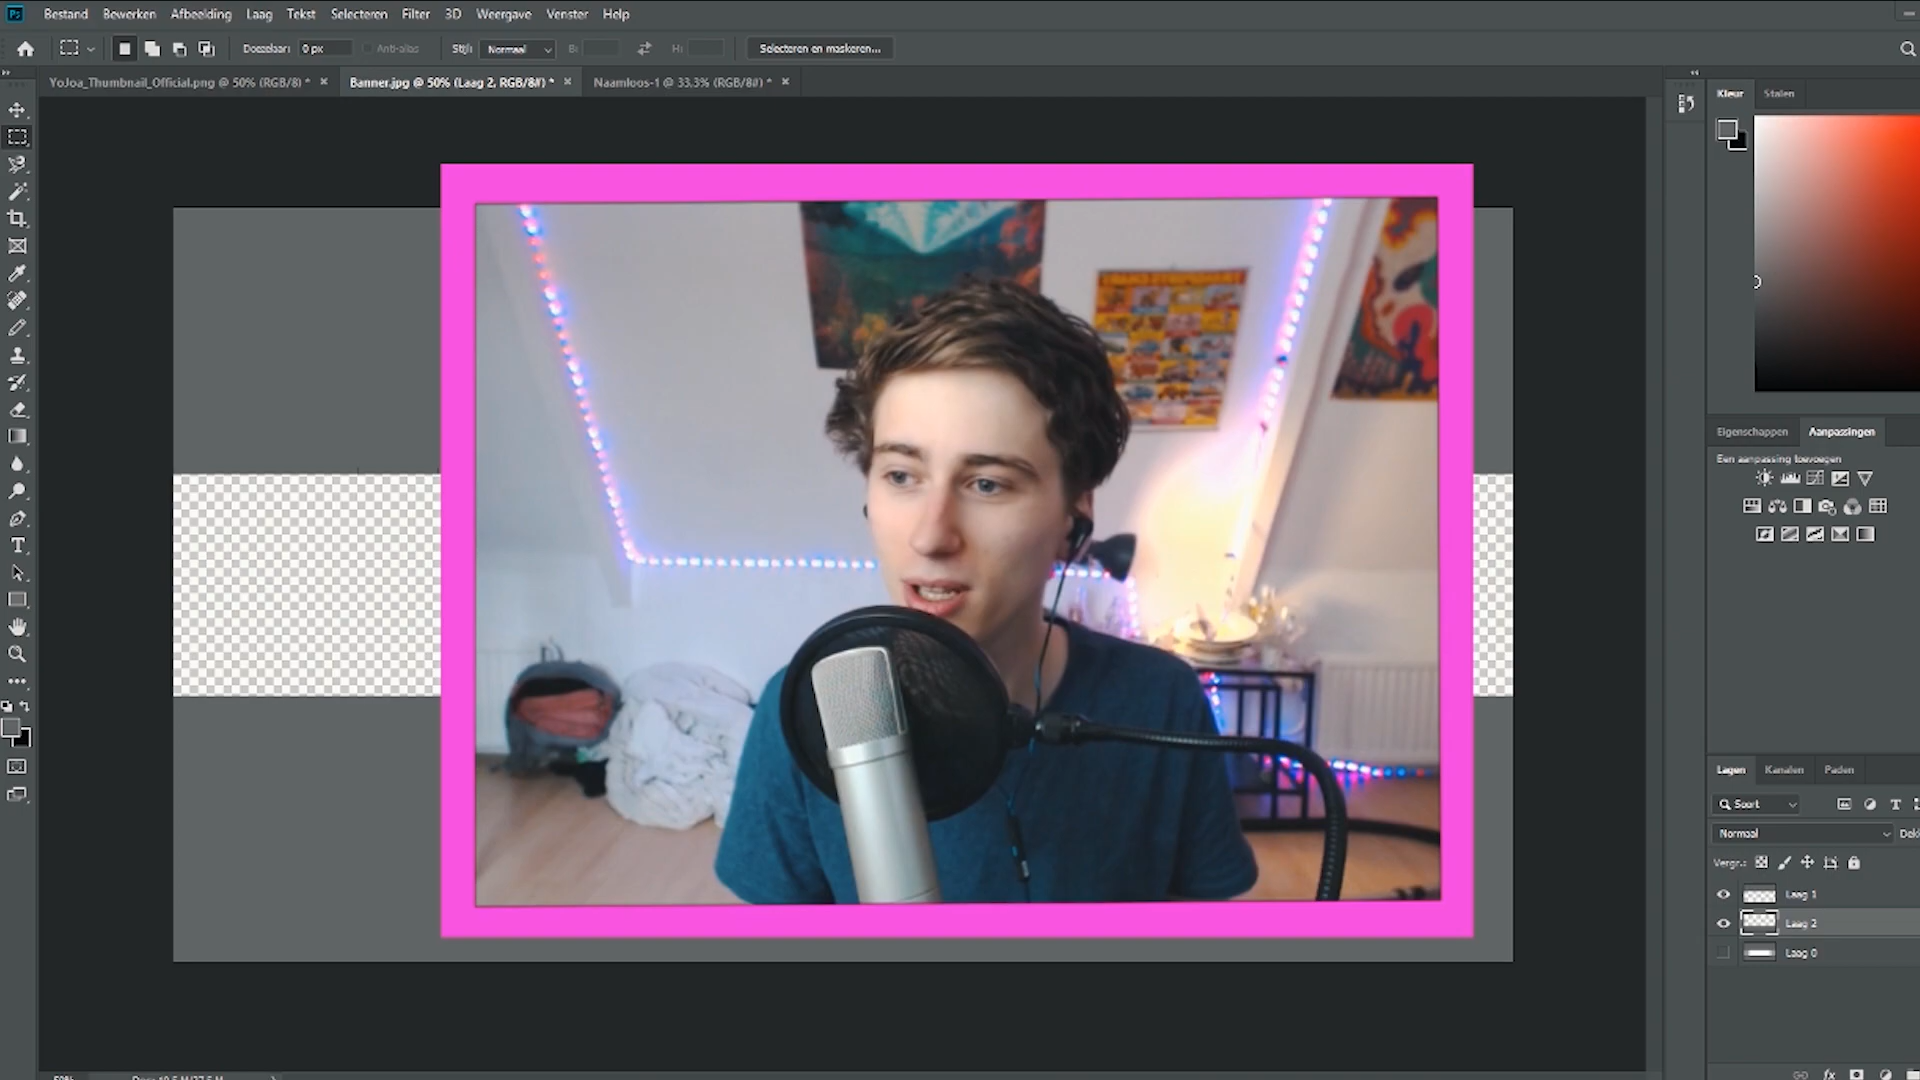 Ps Bestand Bewerken Afbeelding Laag Tekst Selecteren Filter 3D Weergave Venster Help
Doezelaar: 0 px Anti-alias Stijl: Normaal B: H: Selecteren en maskeren...
YoJoa_Thumbnail_Official.png @ 50% (RGB/8) * × Banner.jpg @ 50% (Laag 2, RGB/8#) * × Naamloos-1 @ 33.3% (RGB/8#) * ×
Kleur Stalen
Eigenschappen Aanpassingen
Een aanpassing toevoegen
Lagen Kanalen Paden
Soort
Normaal Dekk
Vergr.:
Laag 1
Laag 2
Laag 0
fx